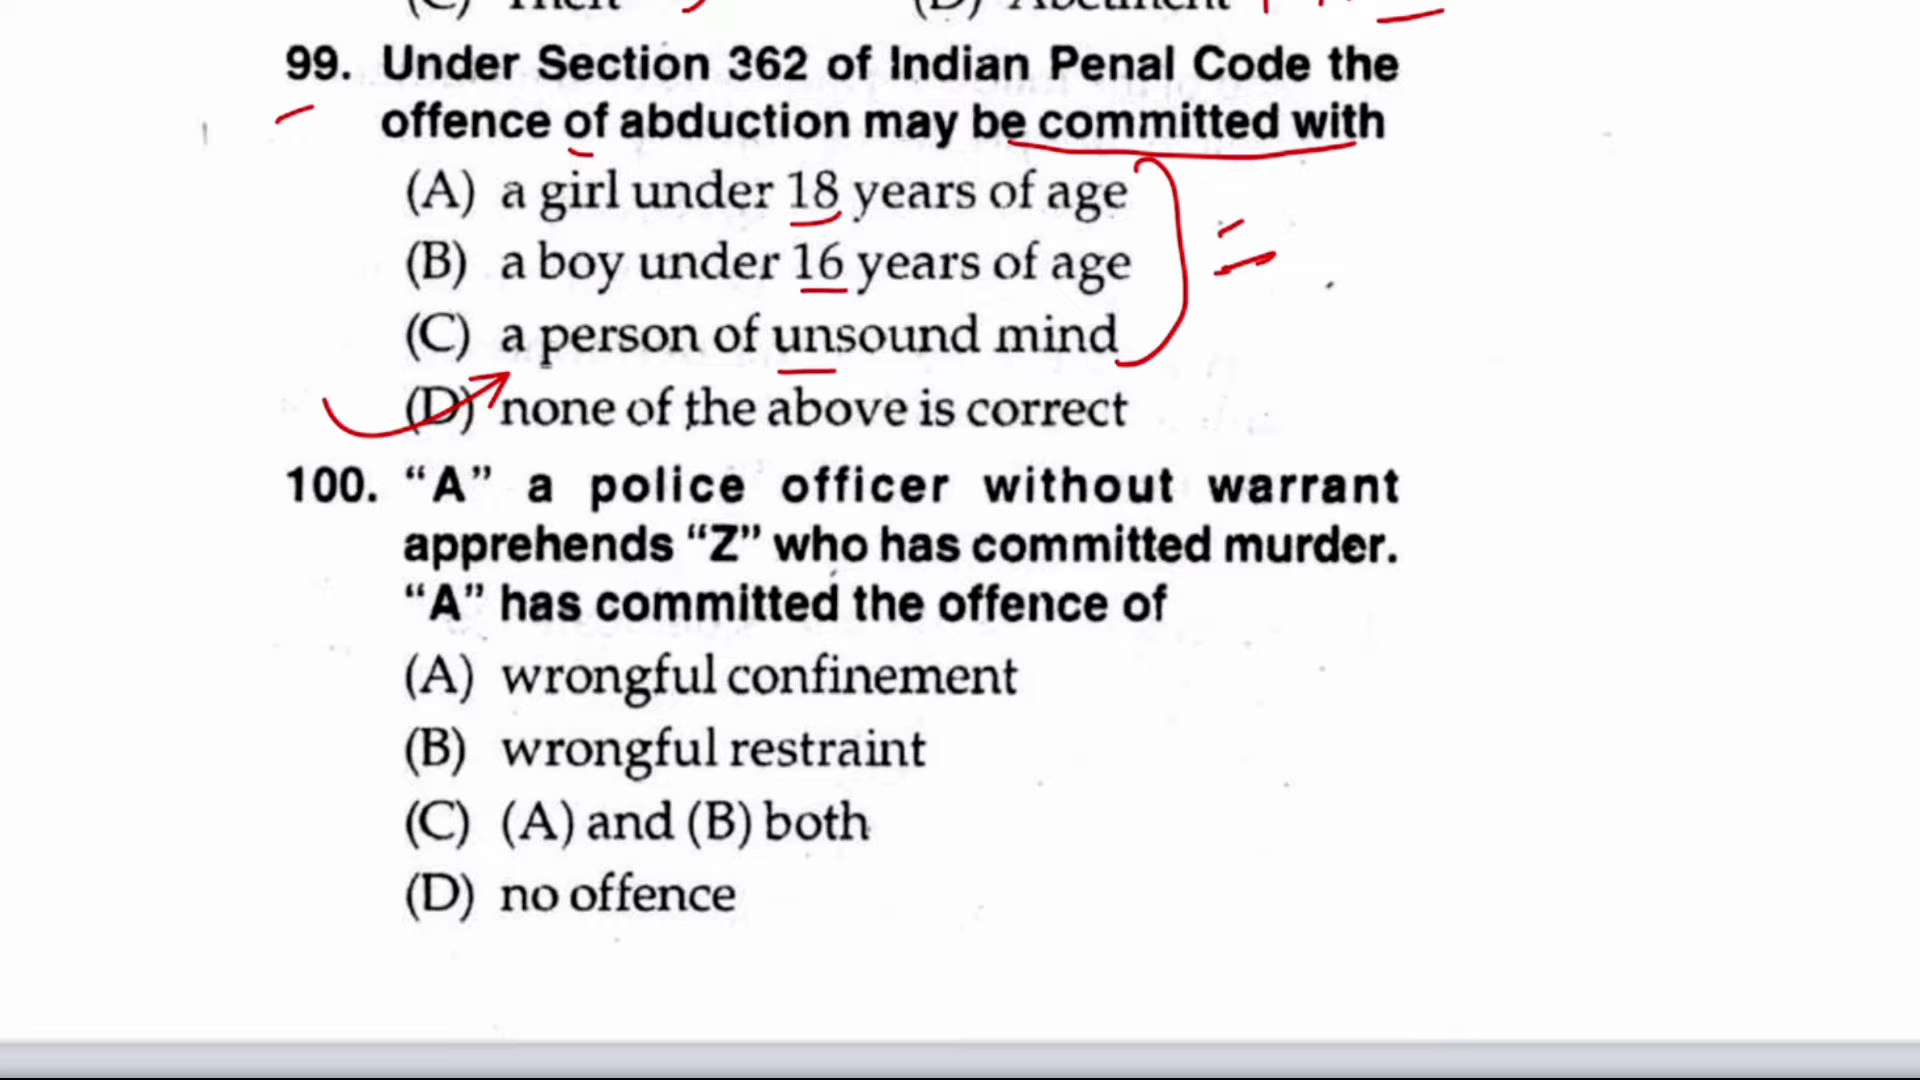 (C) Theft (D) Abetment
99. Under Section 362 of Indian Penal Code the
offence of abduction may be committed with
(A) a girl under 18 years of age
(B) a boy under 16 years of age
(C) a person of unsound mind
(D) none of the above is correct
100. “A” a police officer without warrant
apprehends “Z” who has committed murder.
“A” has committed the offence of
(A) wrongful confinement
(B) wrongful restraint
(C) (A) and (B) both
(D) no offence